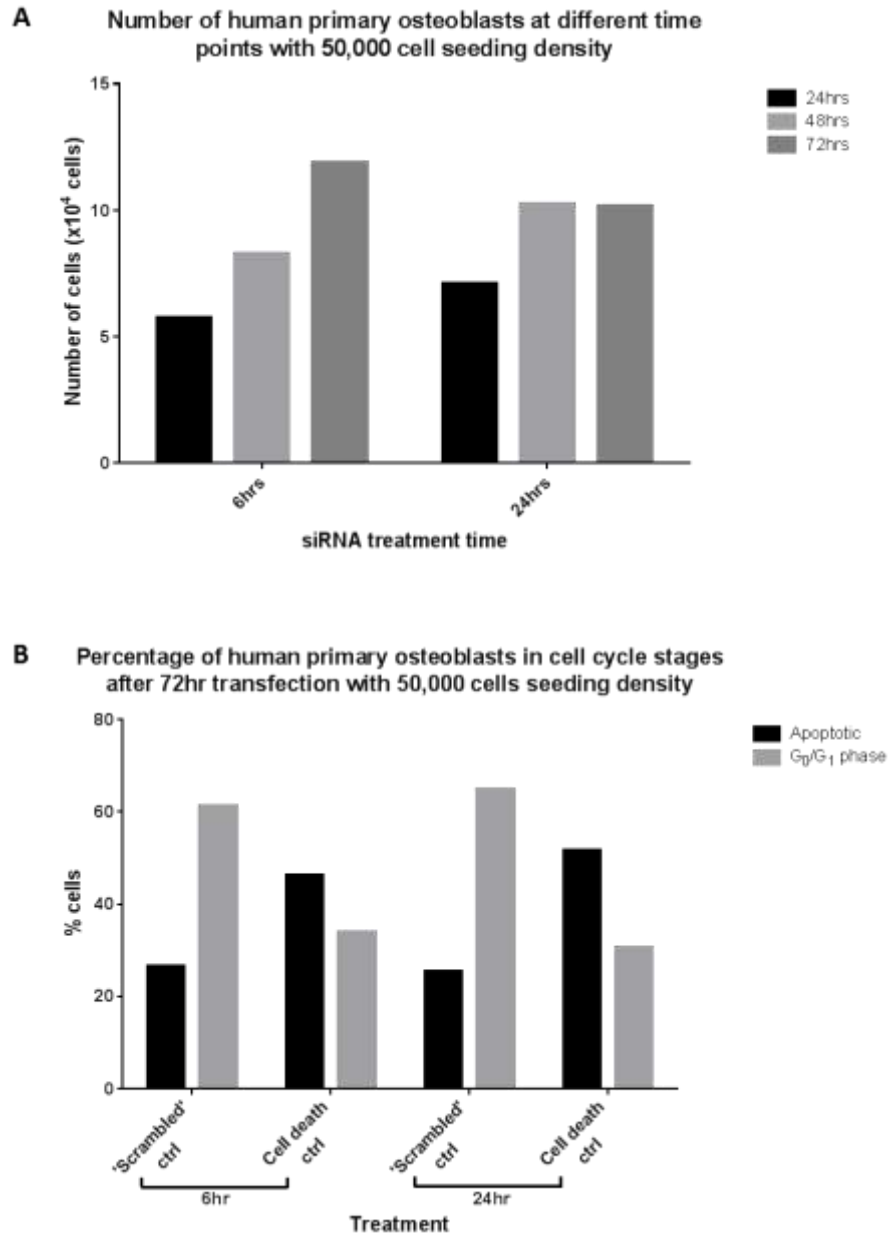 A
Number of human primary osteoblasts at different time
points with 50,000 cell seeding density
15
10
5
0
Number of cells (x10⁴ cells)
24hrs
48hrs
72hrs
6hrs
24hrs
siRNA treatment time
B
Percentage of human primary osteoblasts in cell cycle stages
after 72hr transfection with 50,000 cells seeding density
80
60
40
20
0
% cells
Apoptotic
G₀/G₁ phase
'Scrambled'
ctrl
Cell death
ctrl
'Scrambled'
ctrl
Cell death
ctrl
6hr
24hr
Treatment